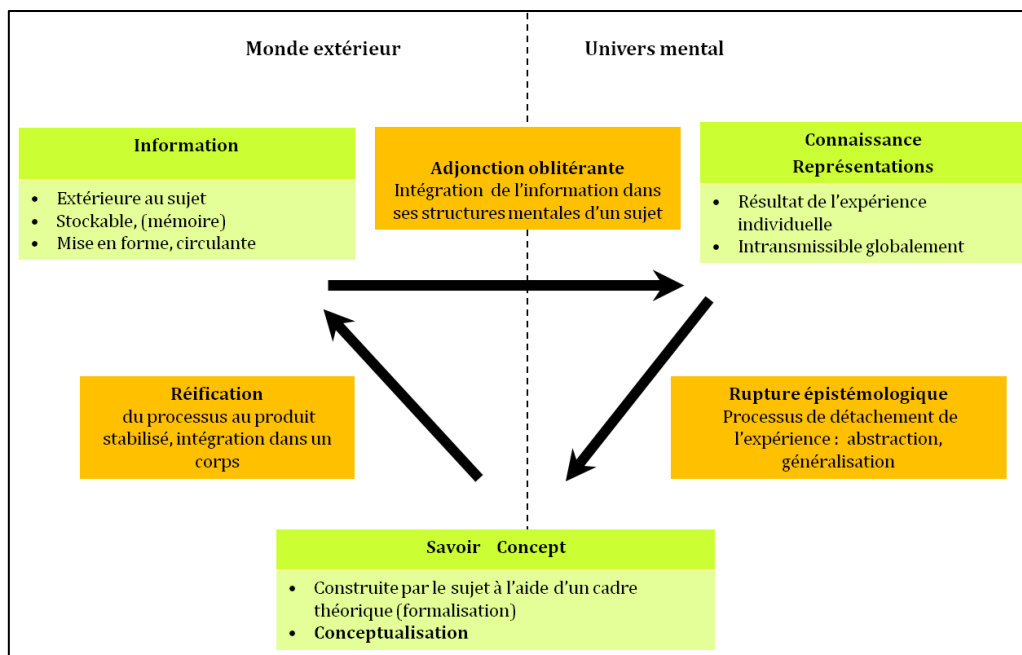 Monde extérieur
Univers mental
Information
• Extérieure au sujet
• Stockable, (mémoire)
• Mise en forme, circulante
Adjonction oblitérante
Intégration de l'information dans
ses structures mentales d'un sujet
Connaissance
Représentations
• Résultat de l'expérience
individuelle
• Intransmissible globalement
Réification
du processus au produit
stabilisé, intégration dans un
corps
Rupture épistémologique
Processus de détachement de
l'expérience : abstraction,
généralisation
Savoir Concept
• Construite par le sujet à l'aide d'un cadre
théorique (formalisation)
• Conceptualisation